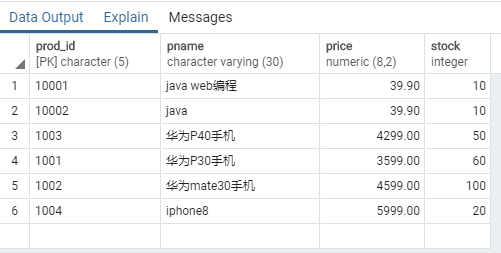 Data Output Explain Messages
prod_id pname price stock
[PK] character (5) character varying (30) numeric (8,2) integer
1 10001 java web编程 39.90 10
2 10002 java 39.90 10
3 1003 华为P40手机 4299.00 50
4 1001 华为P30手机 3599.00 60
5 1002 华为mate30手机 4599.00 100
6 1004 iphone8 5999.00 20